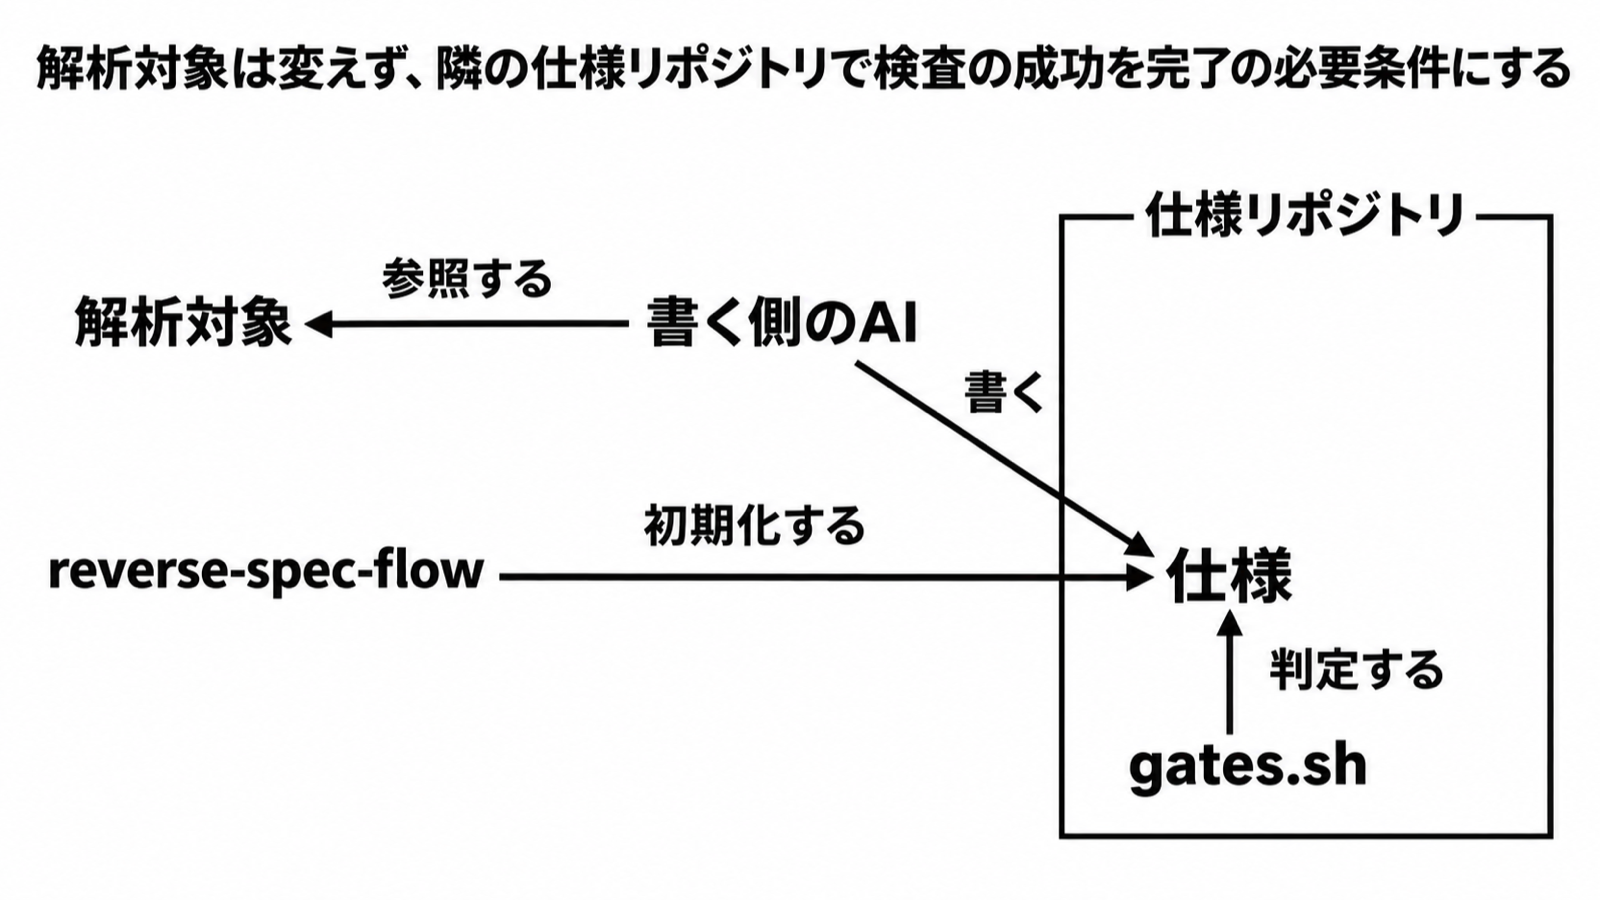 解析対象は変えず、隣の仕様リポジトリで検査の成功を完了の必要条件にする
仕様リポジトリ
参照する
解析対象
書く側のAI
書く
初期化する
reverse-spec-flow
仕様
判定する
gates.sh